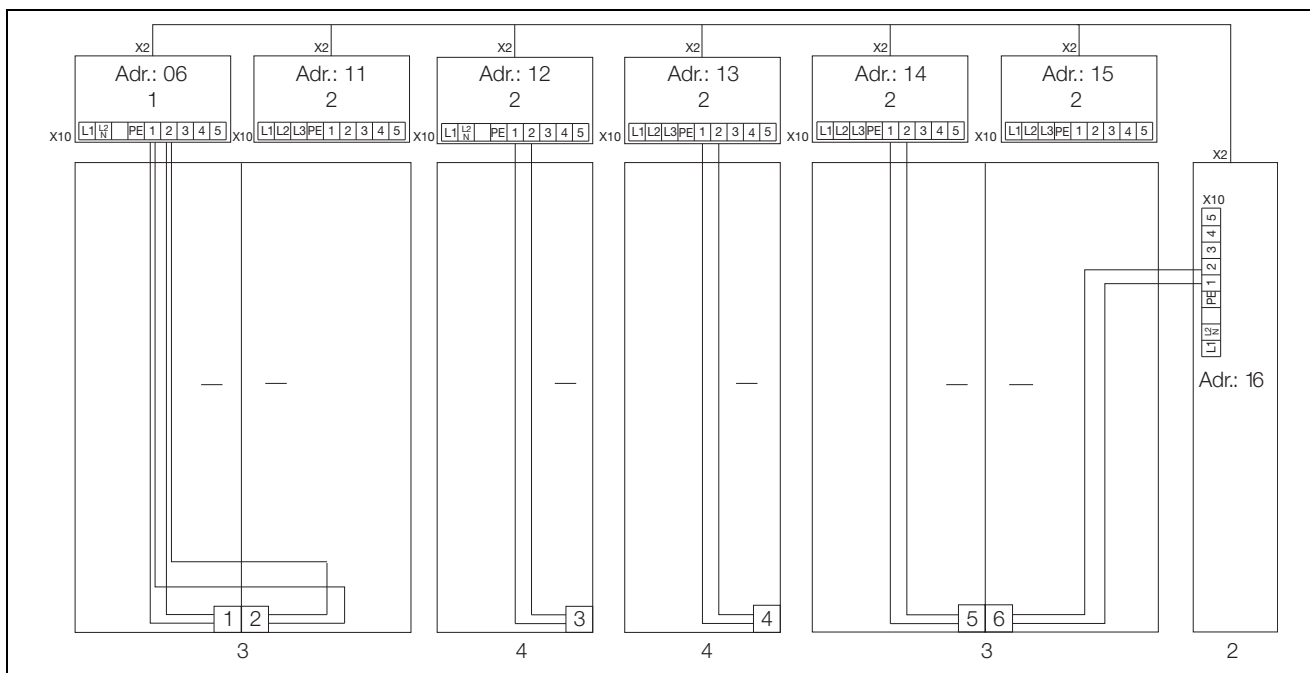 X2 X2 X2 X2 X2 X2
Adr.: 06 Adr.: 11 Adr.: 12 Adr.: 13 Adr.: 14 Adr.: 15
1 2 2 2 2 2
X10 L1 L2 N PE 1 2 3 4 5
X10 L1 L2 L3 PE 1 2 3 4 5
X10 L1 L2 N PE 1 2 3 4 5
X10 L1 L2 L3 PE 1 2 3 4 5
X10 L1 L2 L3 PE 1 2 3 4 5
X10 L1 L2 L3 PE 1 2 3 4 5
X2
X10
5
4
3
2
1
PE
L2 N
L1
Adr.: 16
1 2 3 4 5 6
3 4 4 3 2